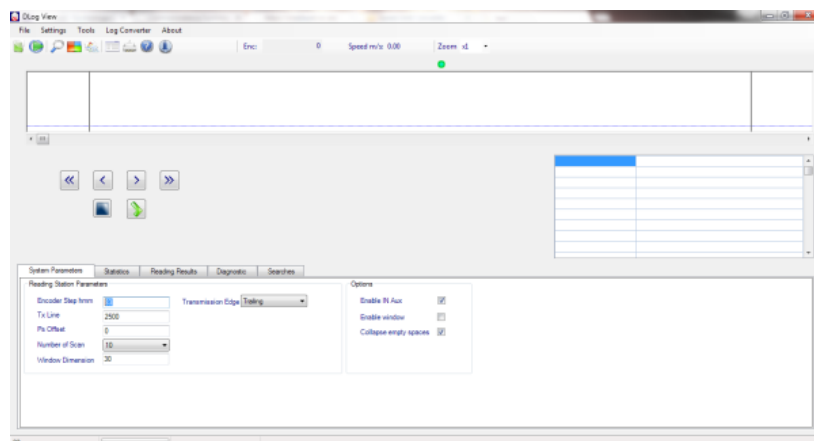 DLog View
File Settings Tools Log Converter About
Enc: 0 Speed m/s 0.00 Zoom x1
System Parameters Statistics Reading Results Diagnostic Searches
Reading Station Parameters
Encoder Step hmm
Transmission Edge Trailing
Tx Line 2500
Ps Offset 0
Number of Scan 10
Window Dimension 30
Options
Enable IN Aux
Enable window
Collapse empty spaces